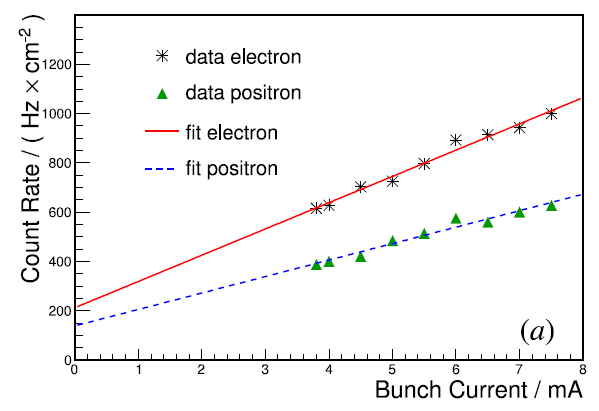 Count Rate / ( Hz × cm⁻² )
1200
1000
800
600
400
200
0
data electron
data positron
fit electron
fit positron
(a)
0 1 2 3 4 5 6 7 8
Bunch Current / mA